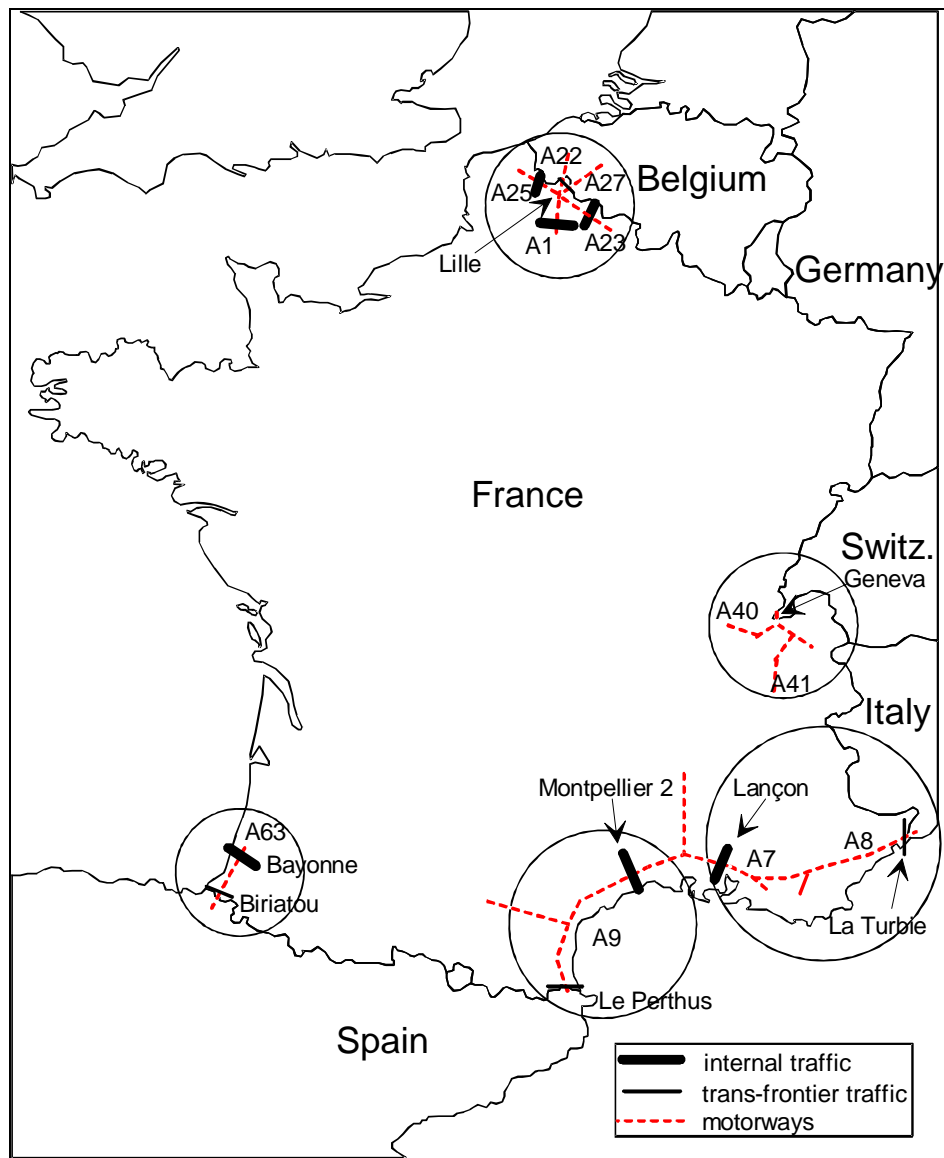 A22
A27
Belgium
A25
A1
A23
Lille
Germany
France
Switz.
Geneva
A40
A41
Italy
Montpellier 2
Lançon
A63
A7
A8
Bayonne
Biriatou
A9
La Turbie
Le Perthus
Spain
internal traffic
trans-frontier traffic
motorways